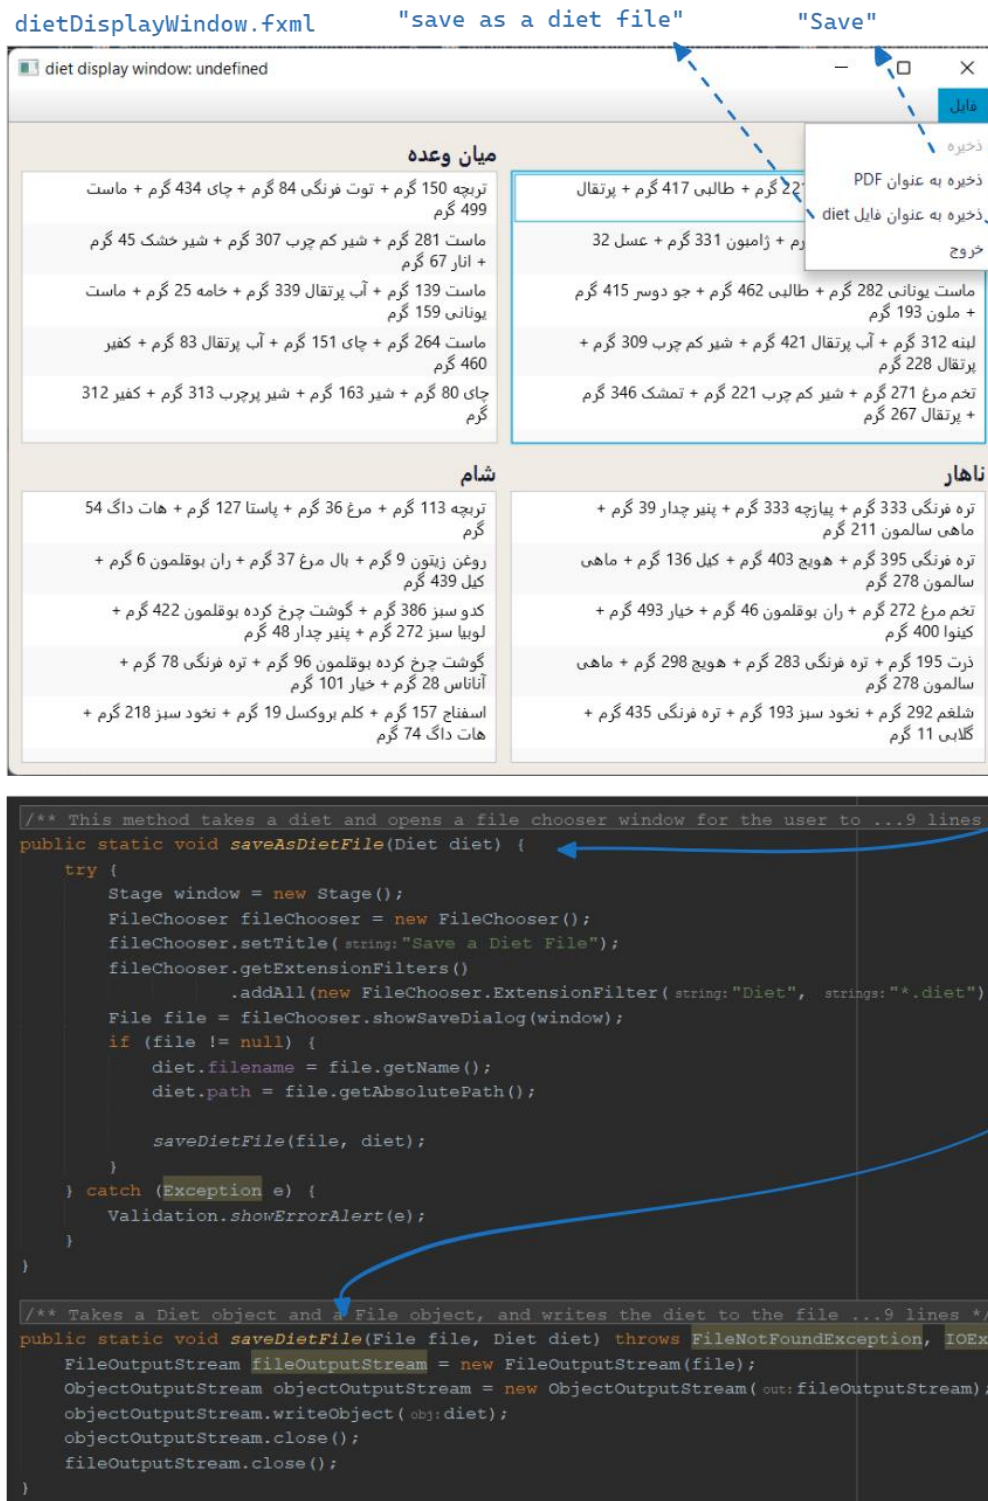 dietDisplayWindow.fxml
"save as a diet file"
"Save"
diet display window: undefined
فایل
ذخیره
ذخیره به عنوان PDF
ذخیره به عنوان فایل diet
خروج
221 گرم + طالبی 417 گرم + پرتقال
رم + ژامبون 331 گرم + عسل 32
ماست یونانی 282 گرم + طالبی 462 گرم + جو دوسر 415 گرم
+ ملون 193 گرم
لبنه 312 گرم + آب پرتقال 421 گرم + شیر کم چرب 309 گرم +
پرتقال 228 گرم
تخم مرغ 271 گرم + شیر کم چرب 221 گرم + تمشک 346 گرم
+ پرتقال 267 گرم
میان وعده
تربچه 150 گرم + توت فرنگی 84 گرم + چای 434 گرم + ماست
499 گرم
ماست 281 گرم + شیر کم چرب 307 گرم + شیر خشک 45 گرم
+ انار 67 گرم
ماست 139 گرم + آب پرتقال 339 گرم + خامه 25 گرم + ماست
یونانی 159 گرم
ماست 264 گرم + چای 151 گرم + آب پرتقال 83 گرم + کفیر
460 گرم
چای 80 گرم + شیر 163 گرم + شیر پرچرب 313 گرم + کفیر 312
گرم
ناهار
تره فرنگی 333 گرم + پیازچه 333 گرم + پنیر چدار 39 گرم +
ماهی سالمون 211 گرم
تره فرنگی 395 گرم + هویج 403 گرم + کیل 136 گرم + ماهی
سالمون 278 گرم
تخم مرغ 272 گرم + ران بوقلمون 46 گرم + خیار 493 گرم +
کینوا 400 گرم
ذرت 195 گرم + تره فرنگی 283 گرم + هویج 298 گرم + ماهی
سالمون 278 گرم
شلغم 292 گرم + نخود سبز 193 گرم + تره فرنگی 435 گرم +
گلابی 11 گرم
شام
تربچه 113 گرم + مرغ 36 گرم + پاستا 127 گرم + هات داگ 54
گرم
روغن زیتون 9 گرم + بال مرغ 37 گرم + ران بوقلمون 6 گرم +
کیل 439 گرم
کدو سبز 386 گرم + گوشت چرخ کرده بوقلمون 422 گرم +
لوبیا سبز 272 گرم + پنیر چدار 48 گرم
گوشت چرخ کرده بوقلمون 96 گرم + تره فرنگی 78 گرم +
آناناس 28 گرم + خیار 101 گرم
اسفناج 157 گرم + کلم بروکسل 19 گرم + نخود سبز 218 گرم +
هات داگ 74 گرم
/** This method takes a diet and opens a file chooser window for the user to ...9 lines
public static void saveAsDietFile(Diet diet) {
try {
Stage window = new Stage();
FileChooser fileChooser = new FileChooser();
fileChooser.setTitle( string: "Save a Diet File");
fileChooser.getExtensionFilters()
.addAll(new FileChooser.ExtensionFilter( string: "Diet", strings: "*.diet")
File file = fileChooser.showSaveDialog(window);
if (file != null) {
diet.filename = file.getName();
diet.path = file.getAbsolutePath();
saveDietFile(file, diet);
}
} catch (Exception e) {
Validation.showErrorAlert(e);
}
}
/** Takes a Diet object and a File object, and writes the diet to the file ...9 lines */
public static void saveDietFile(File file, Diet diet) throws FileNotFoundException, IOEx
FileOutputStream fileOutputStream = new FileOutputStream(file);
ObjectOutputStream objectOutputStream = new ObjectOutputStream( out: fileOutputStream);
objectOutputStream.writeObject( obj: diet);
objectOutputStream.close();
fileOutputStream.close();
}